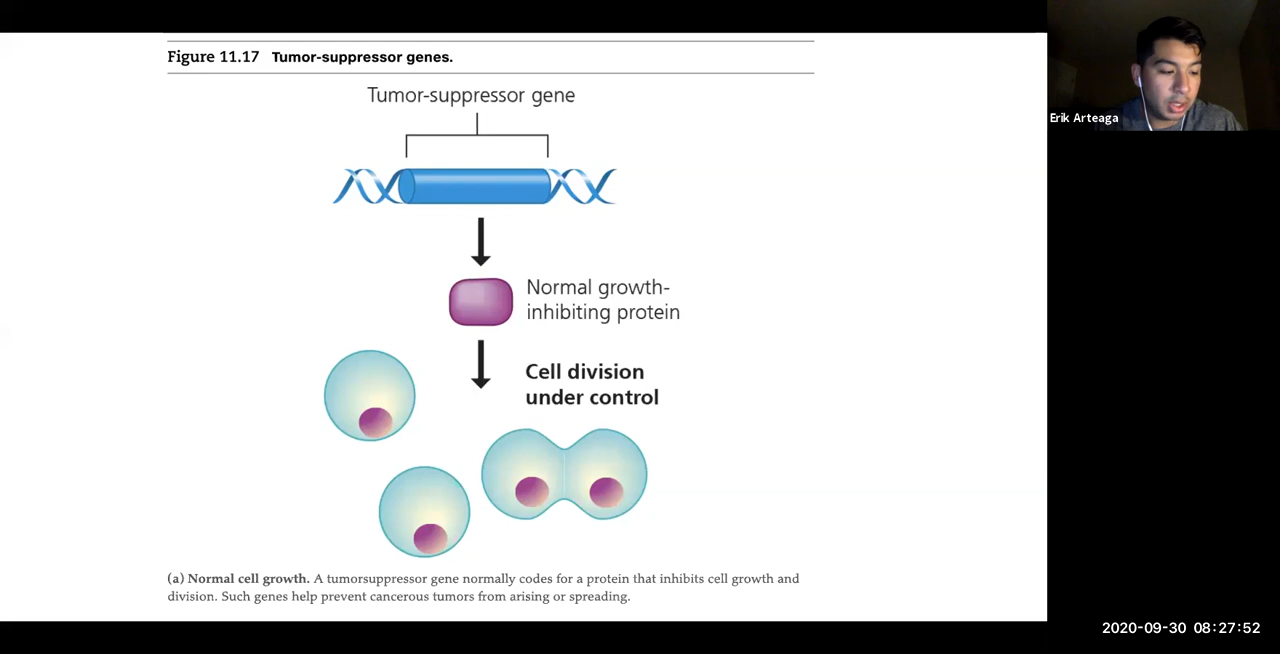 Figure 11.17 Tumor-suppressor genes.
Tumor-suppressor gene
Normal growth-
inhibiting protein
Cell division
under control
(a) Normal cell growth. A tumorsuppressor gene normally codes for a protein that inhibits cell growth and
division. Such genes help prevent cancerous tumors from arising or spreading.
Erik Arteaga
2020-09-30 08:27:52